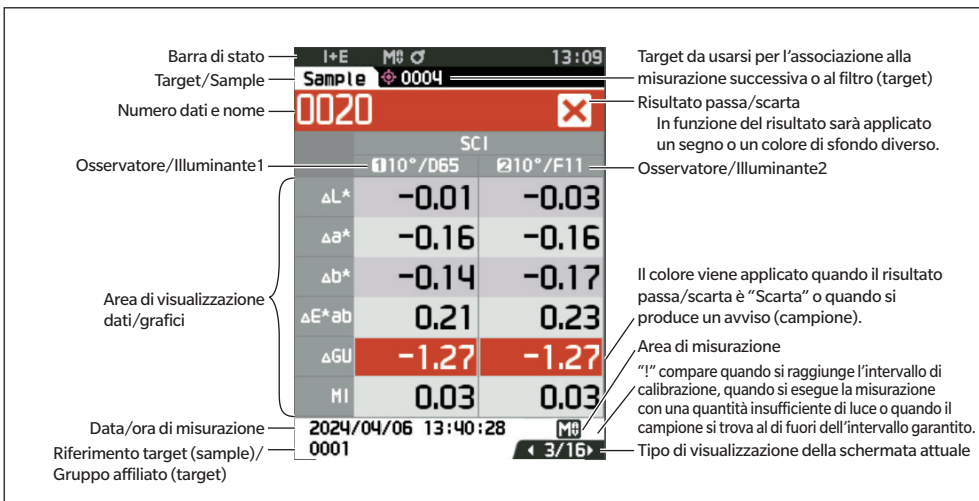 Barra di stato
Target/Sample
Numero dati e nome
Osservatore/Illuminante1
Area di visualizzazione
dati/grafici
Data/ora di misurazione
Riferimento target (sample)/
Gruppo affiliato (target)
I+E 13:09
Sample 0004
0020
SCI
1 10°/D65 2 10°/F11
ΔL* -0.01 -0.03
Δa* -0.16 -0.16
Δb* -0.14 -0.17
ΔE*ab 0.21 0.23
ΔGU -1.27 -1.27
MI 0.03 0.03
2024/04/06 13:40:28
0001 3/16
Target da usarsi per l'associazione alla
misurazione successiva o al filtro (target)
Risultato passa/scarta
In funzione del risultato sarà applicato
un segno o un colore di sfondo diverso.
Osservatore/Illuminante2
Il colore viene applicato quando il risultato
passa/scarta è "Scarta" o quando si
produce un avviso (campione).
Area di misurazione
"!" compare quando si raggiunge l'intervallo di
calibrazione, quando si esegue la misurazione
con una quantità insufficiente di luce o quando il
campione si trova al di fuori dell'intervallo garantito.
Tipo di visualizzazione della schermata attuale